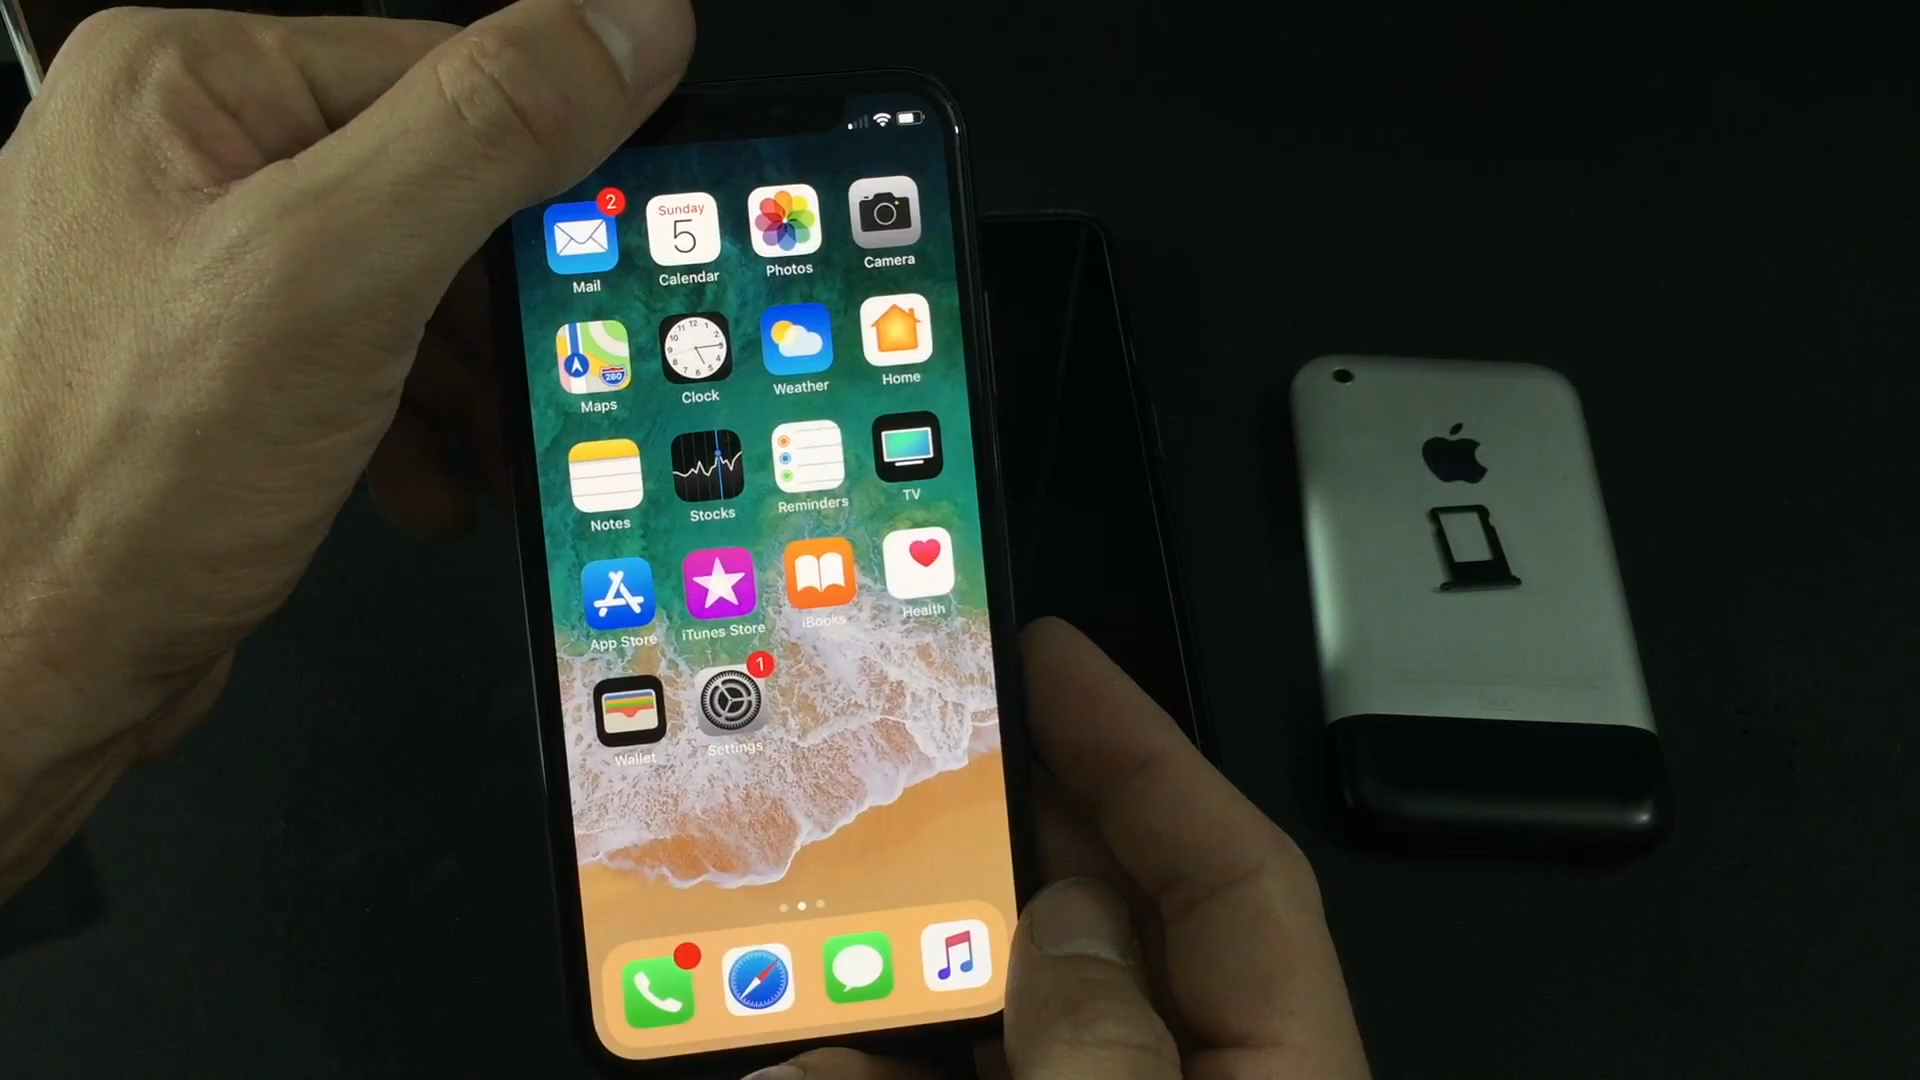 2
Sunday
5
Mail
Calendar
Photos
Camera
280
Maps
Clock
Weather
Home
Notes
Stocks
Reminders
TV
App Store
iTunes Store
iBooks
Health
1
Wallet
Settings